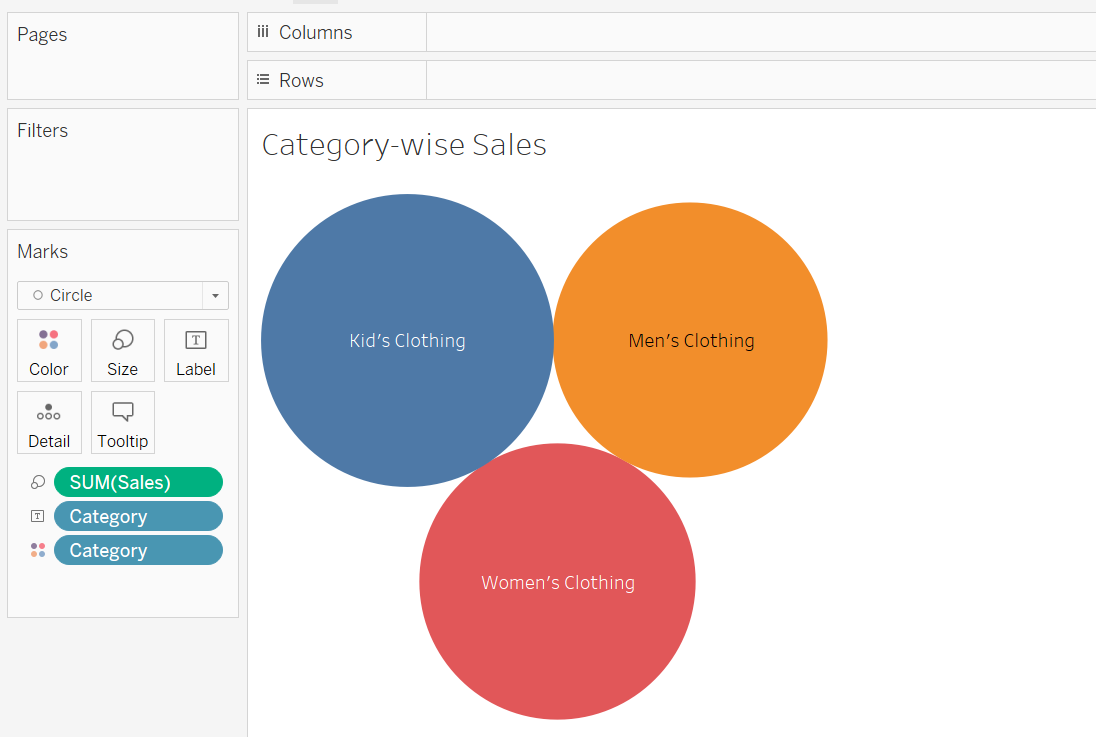 Pages
Columns
Rows
Filters
Category-wise Sales
Marks
Circle
Color
Size
T
Label
Detail
Tooltip
SUM(Sales)
T
Category
Category
Kid's Clothing
Men's Clothing
Women's Clothing